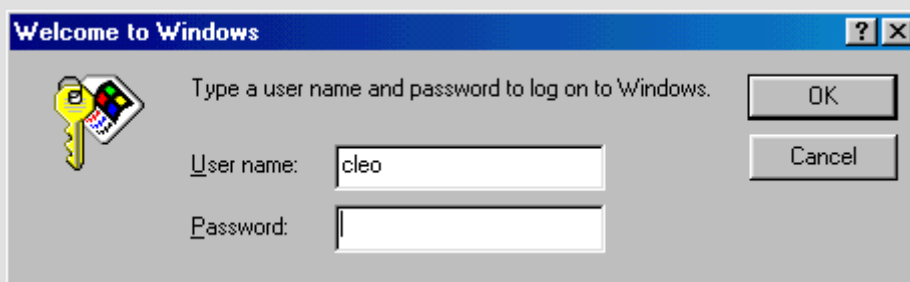 Welcome to Windows
Type a user name and password to log on to Windows.
OK
User name: cleo
Cancel
Password: